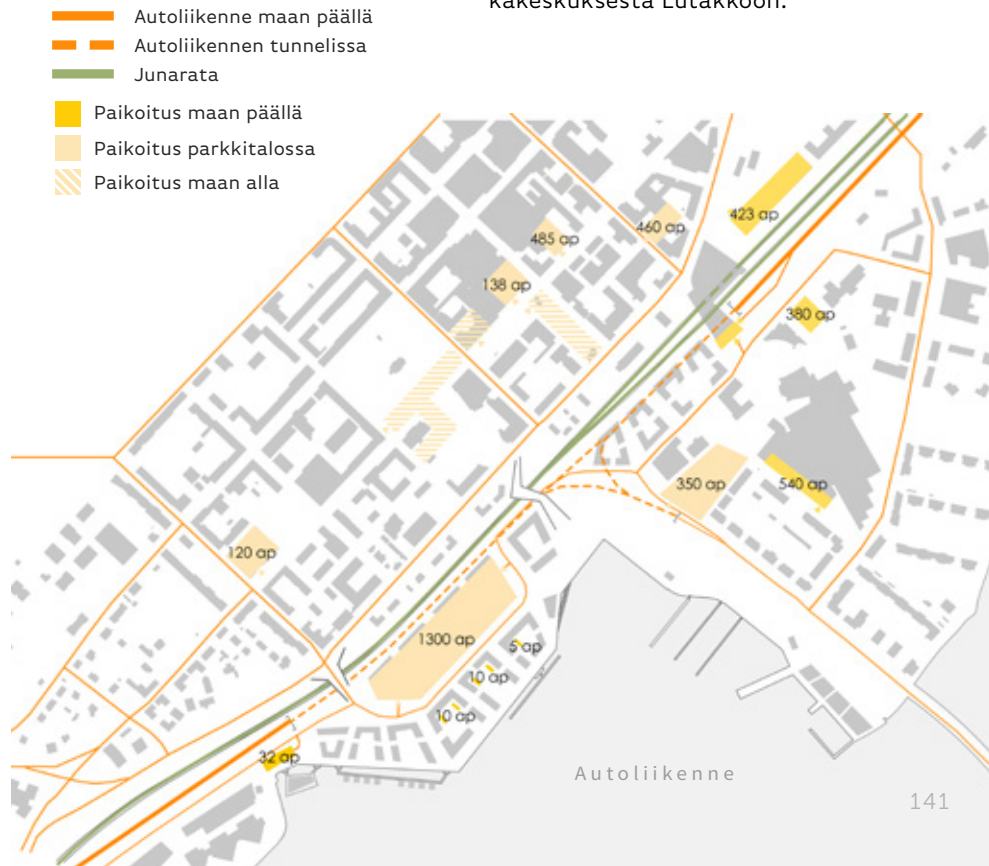 kakeskuksesta Lutakkoon.
Autoliikenne maan päällä
Autoliikennen tunnelissa
Junarata
Paikoitus maan päällä
Paikoitus parkkitalossa
Paikoitus maan alla
423 ap
460 ap
485 ap
138 ap
380 ap
350 ap
540 ap
120 ap
1300 ap
5 ap
10 ap
10 ap
32 ap
Autoliikenne
141